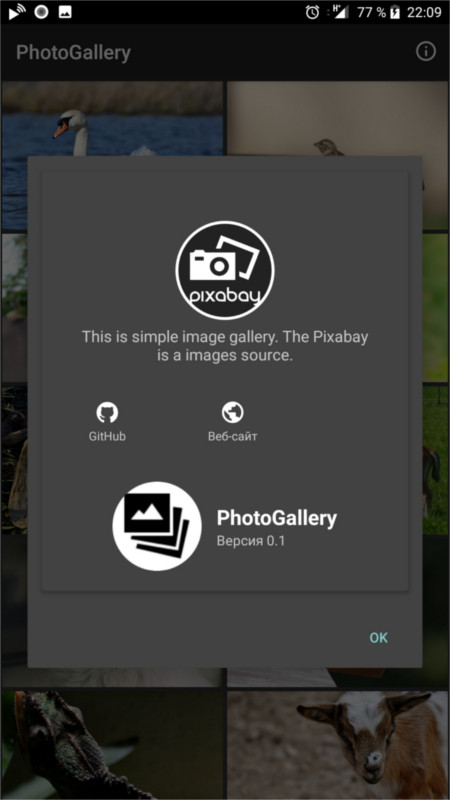 H+ 77 % 22:09
PhotoGallery
pixabay
This is simple image gallery. The Pixabay
is a images source.
GitHub
Веб-сайт
PhotoGallery
Версия 0.1
OK